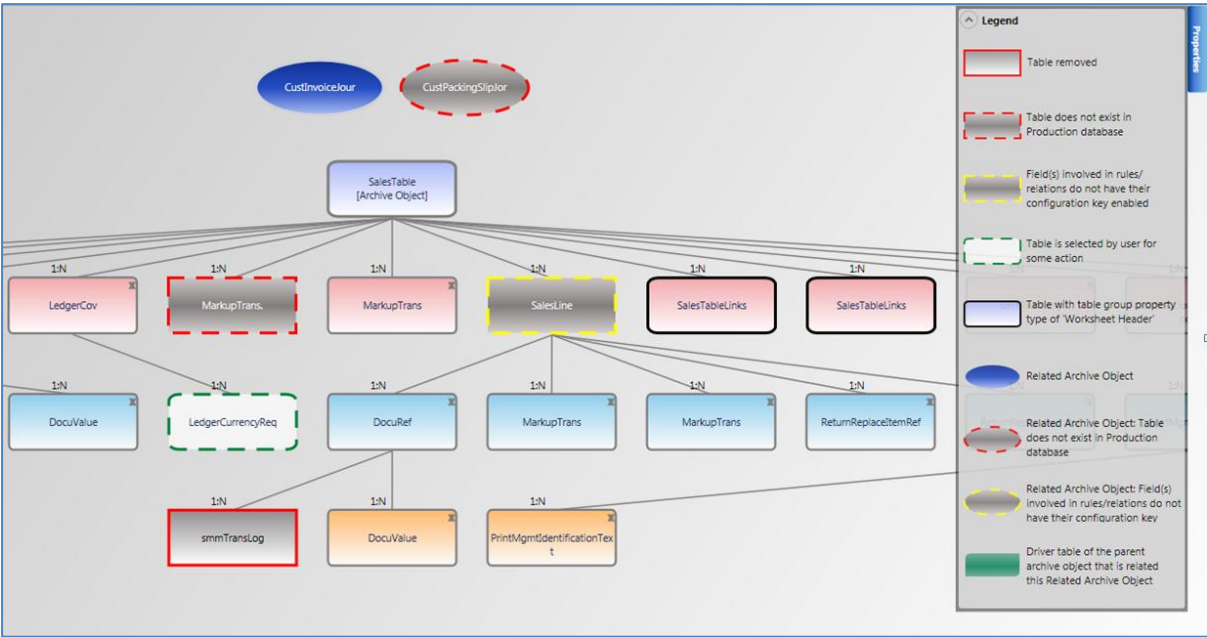 Legend
Properties
CustInvoiceJour
CustPackingSlipJor
Table removed
Table does not exist in
Production database
SalesTable
[Archive Object]
Field(s) involved in rules/
relations do not have their
configuration key enabled
Table is selected by user for
some action
1:N 1:N 1:N 1:N 1:N 1:N
LedgerCov MarkupTrans. MarkupTrans SalesLine SalesTableLinks SalesTableLinks
x x
Table with table group property
type of 'Worksheet Header'
Related Archive Object
1:N 1:N 1:N 1:N 1:N 1:N
DocuValue LedgerCurrencyReq DocuRef MarkupTrans MarkupTrans ReturnReplaceItemRef
x x x x x
Related Archive Object: Table
does not exist in Production
database
Related Archive Object: Field(s)
involved in rules/relations do not
have their configuration key
1:N 1:N 1:N
smmTransLog DocuValue PrintMgmtIdentificationTex
t
x x
Driver table of the parent
archive object that is related
this Related Archive Object